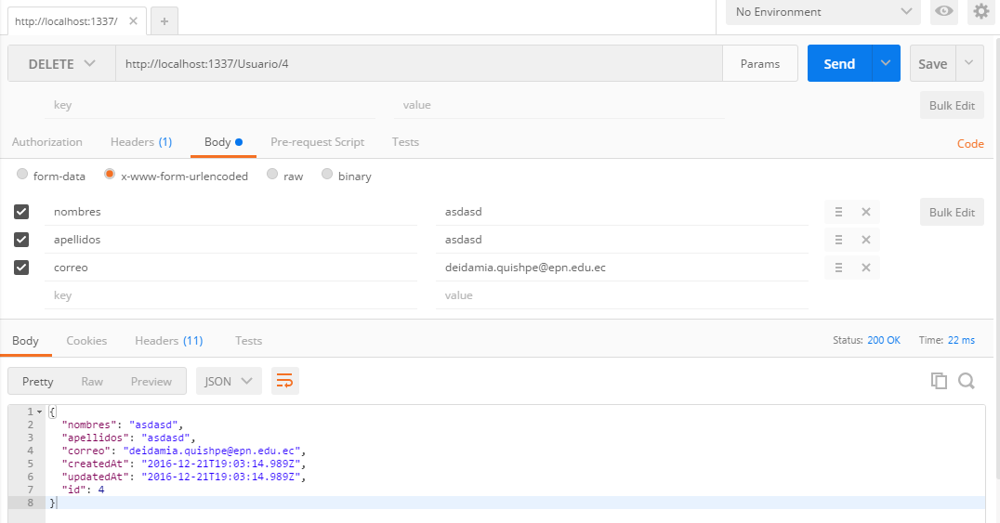 http://localhost:1337/
No Environment
DELETE http://localhost:1337/Usuario/4 Params Send Save
key value Bulk Edit
Authorization Headers (1) Body Pre-request Script Tests Code
form-data x-www-form-urlencoded raw binary
nombres asdasd Bulk Edit
apellidos asdasd
correo deidamia.quishpe@epn.edu.ec
key value
Body Cookies Headers (11) Tests Status: 200 OK Time: 22 ms
Pretty Raw Preview JSON
1 {
2 "nombres": "asdasd",
3 "apellidos": "asdasd",
4 "correo": "deidamia.quishpe@epn.edu.ec",
5 "createdAt": "2016-12-21T19:03:14.989Z",
6 "updatedAt": "2016-12-21T19:03:14.989Z",
7 "id": 4
8 }